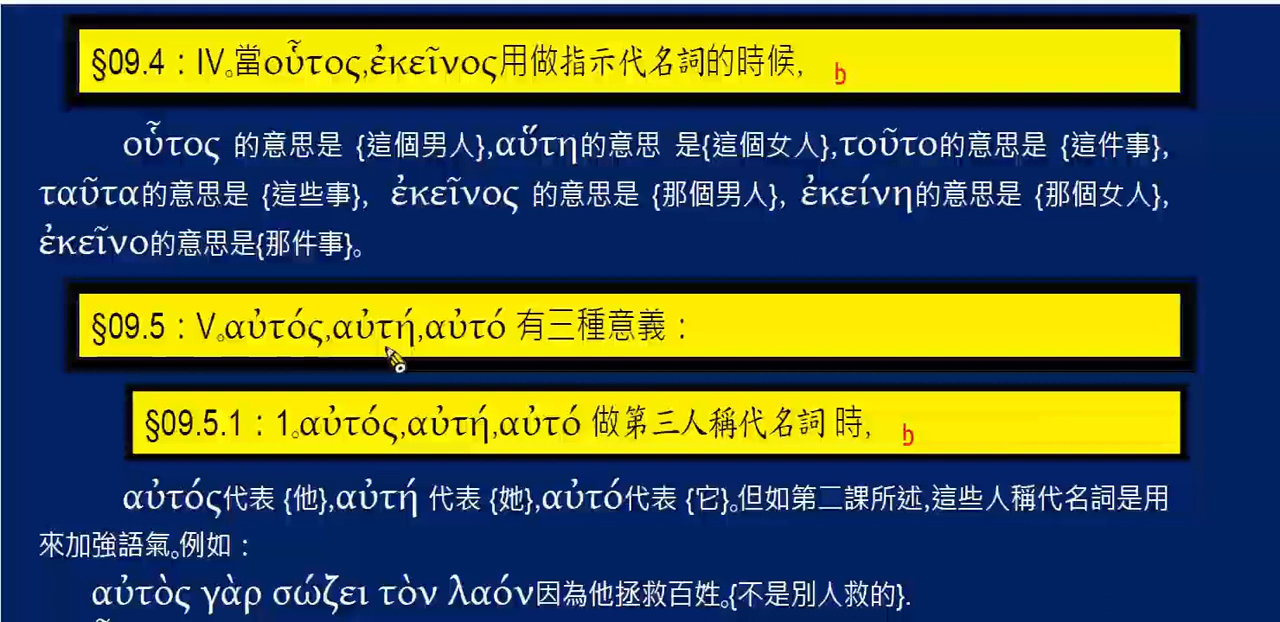 §09.4：IV。當οὗτος,ἐκεῖνος用做指示代名詞的時候, b
οὗτος 的意思是 {這個男人},αὕτη的意思 是{這個女人},τοῦτο的意思是 {這件事},
ταῦτα的意思是 {這些事}, ἐκεῖνος 的意思是 {那個男人}, ἐκείνη的意思是 {那個女人},
ἐκεῖνο的意思是{那件事}。
§09.5：V。αὐτός,αὐτή,αὐτό 有三種意義：
§09.5.1：1。αὐτός,αὐτή,αὐτό 做第三人稱代名詞 時, b
αὐτός代表 {他},αὐτή 代表 {她},αὐτό代表 {它}。但如第二課所述,這些人稱代名詞是用
來加強語氣。例如：
αὐτὸς γὰρ σώζει τὸν λαόν因為他拯救百姓。{不是別人救的}.